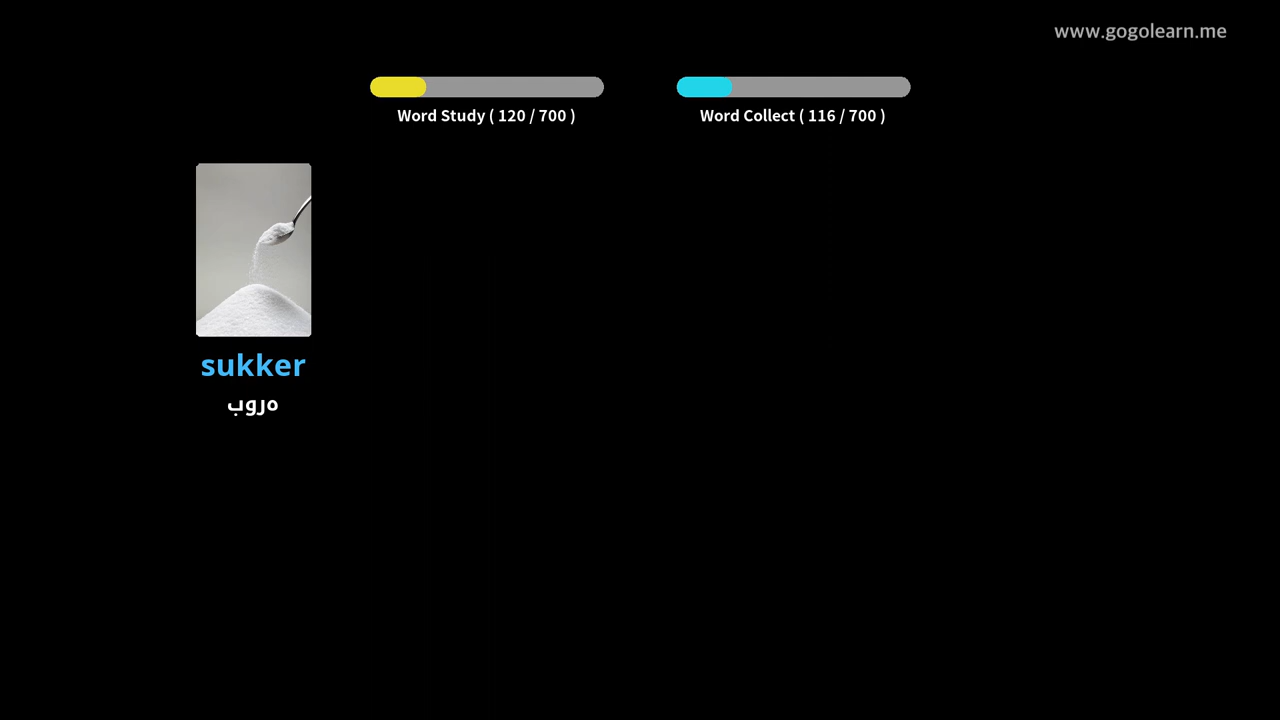 www.gogolearn.me
Word Study ( 120 / 700 )
Word Collect ( 116 / 700 )
sukker
هروب